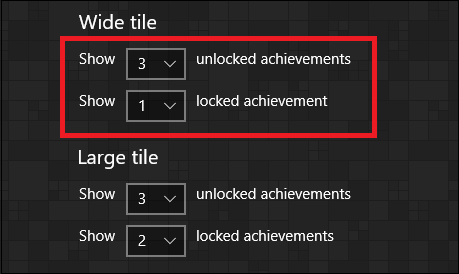 Wide tile
Show 3 unlocked achievements
Show 1 locked achievement
Large tile
Show 3 unlocked achievements
Show 2 locked achievements